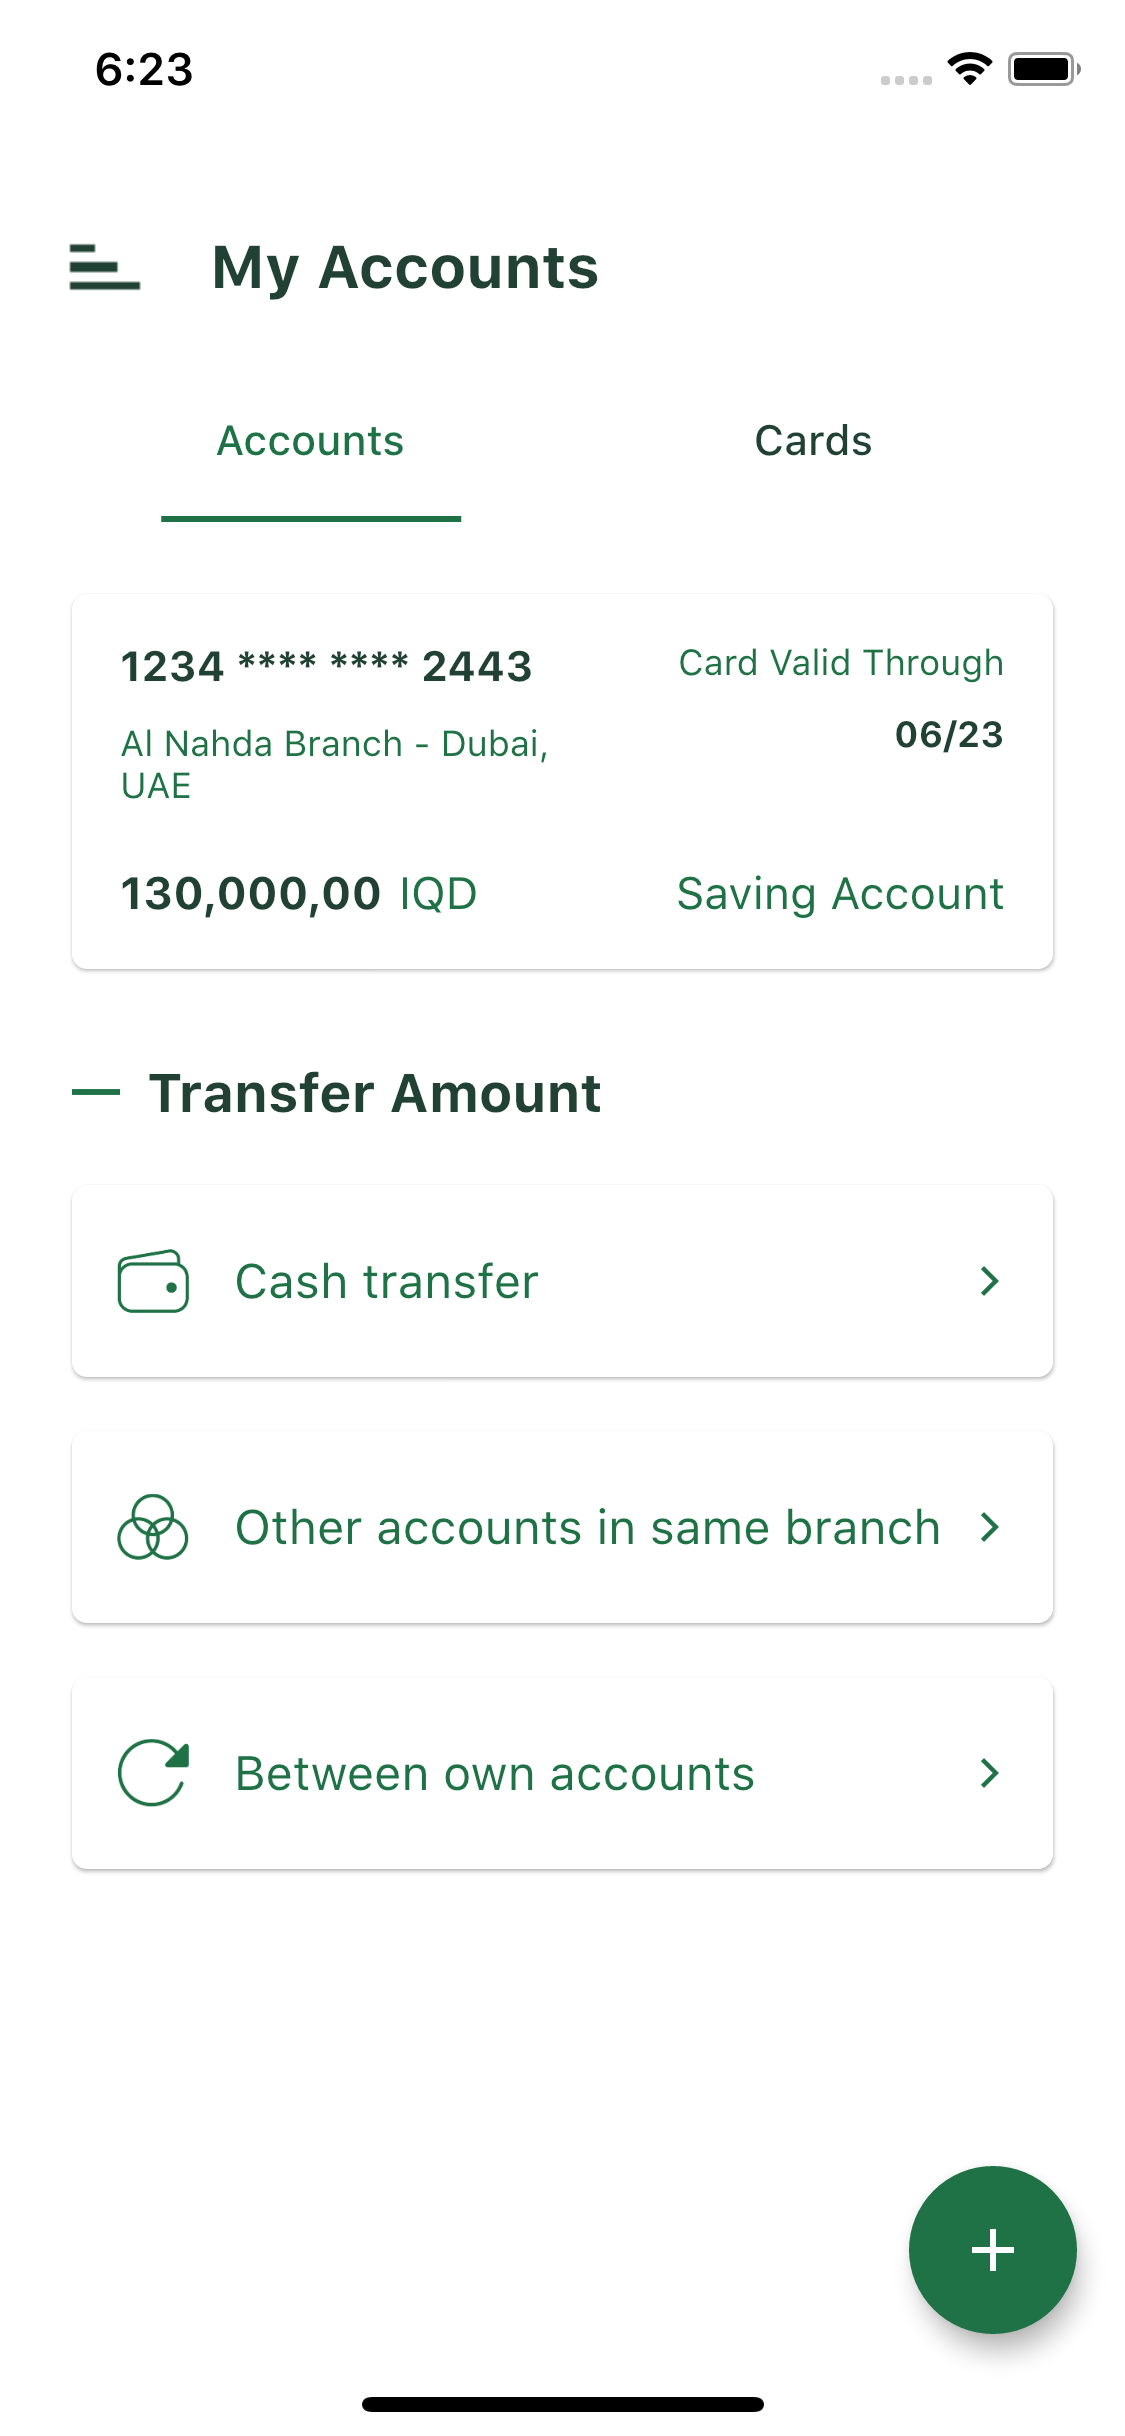 6:23
My Accounts
Accounts
Cards
1234 **** **** 2443
Card Valid Through
Al Nahda Branch - Dubai,
UAE
06/23
130,000,00 IQD
Saving Account
Transfer Amount
Cash transfer
Other accounts in same branch
Between own accounts